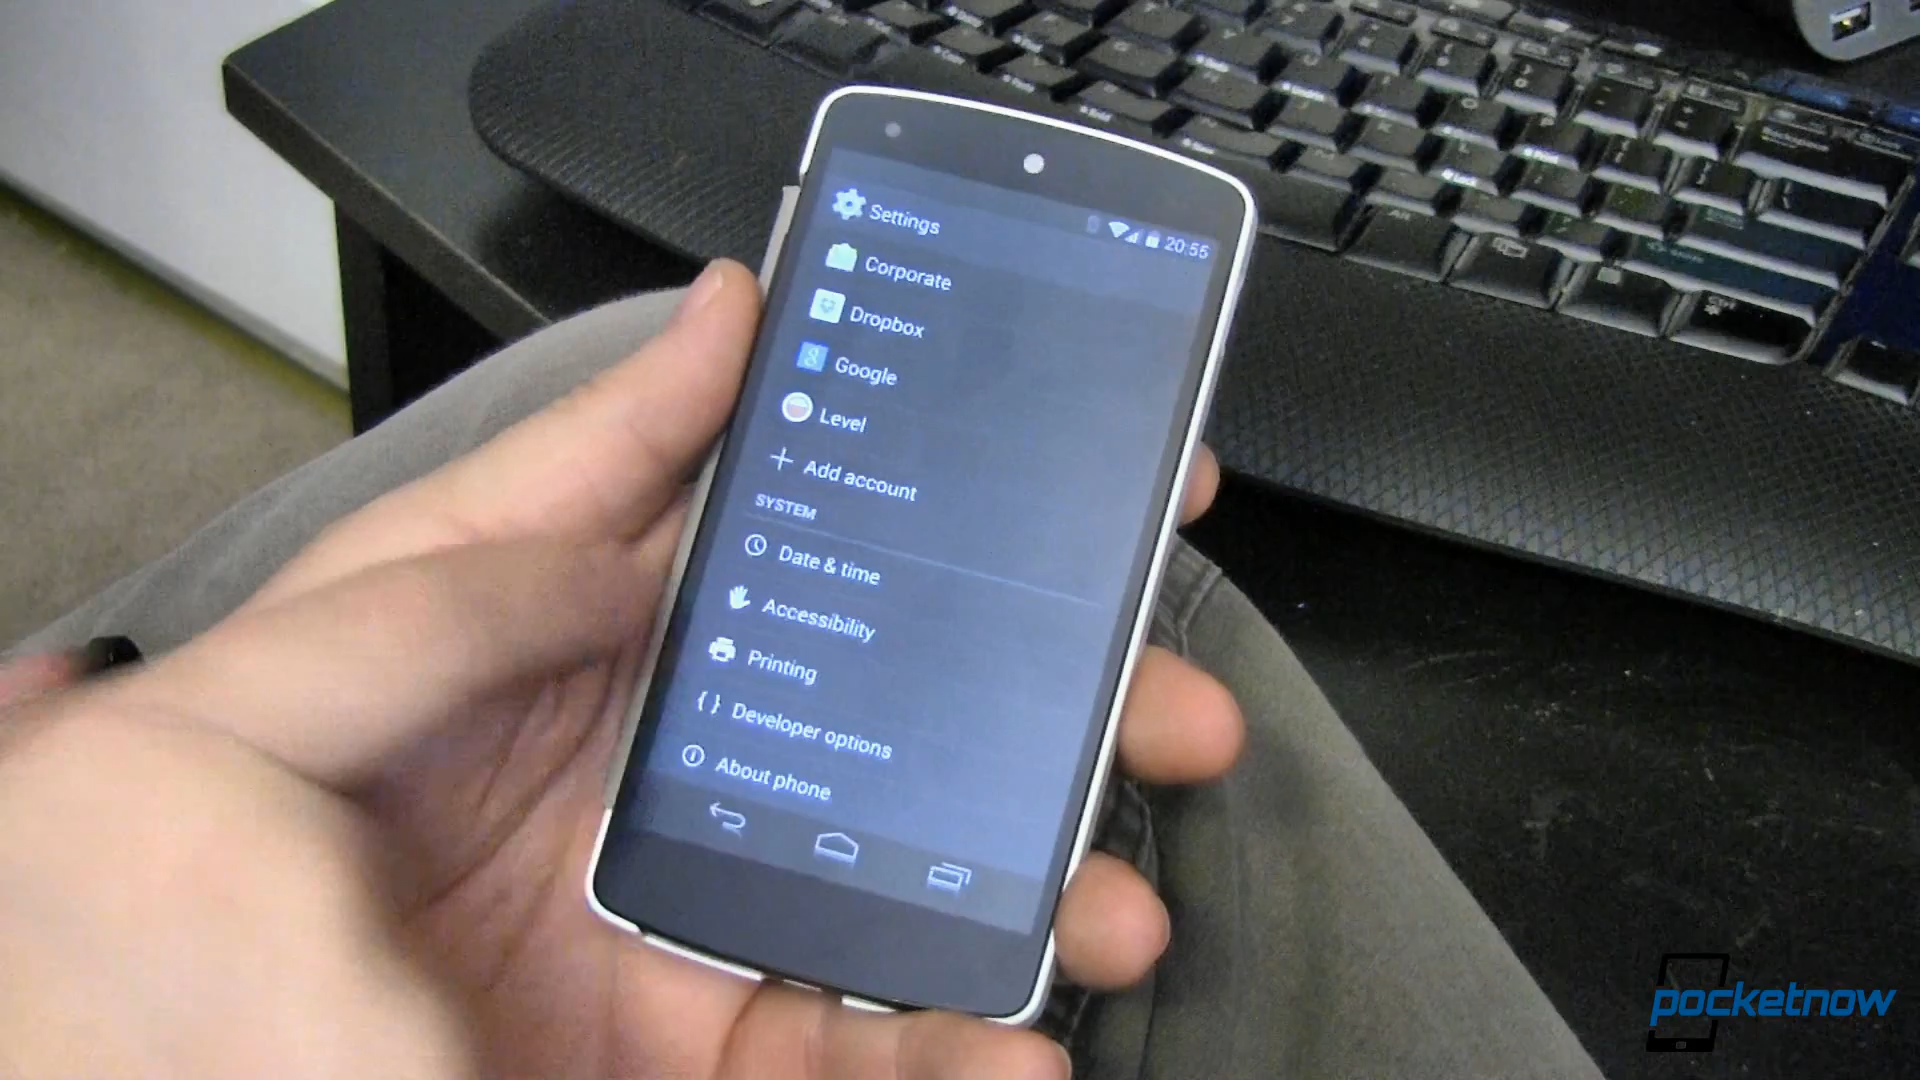 Settings
20:55
Corporate
Dropbox
Google
Level
Add account
SYSTEM
Date & time
Accessibility
Printing
{ } Developer options
About phone
pocketnow